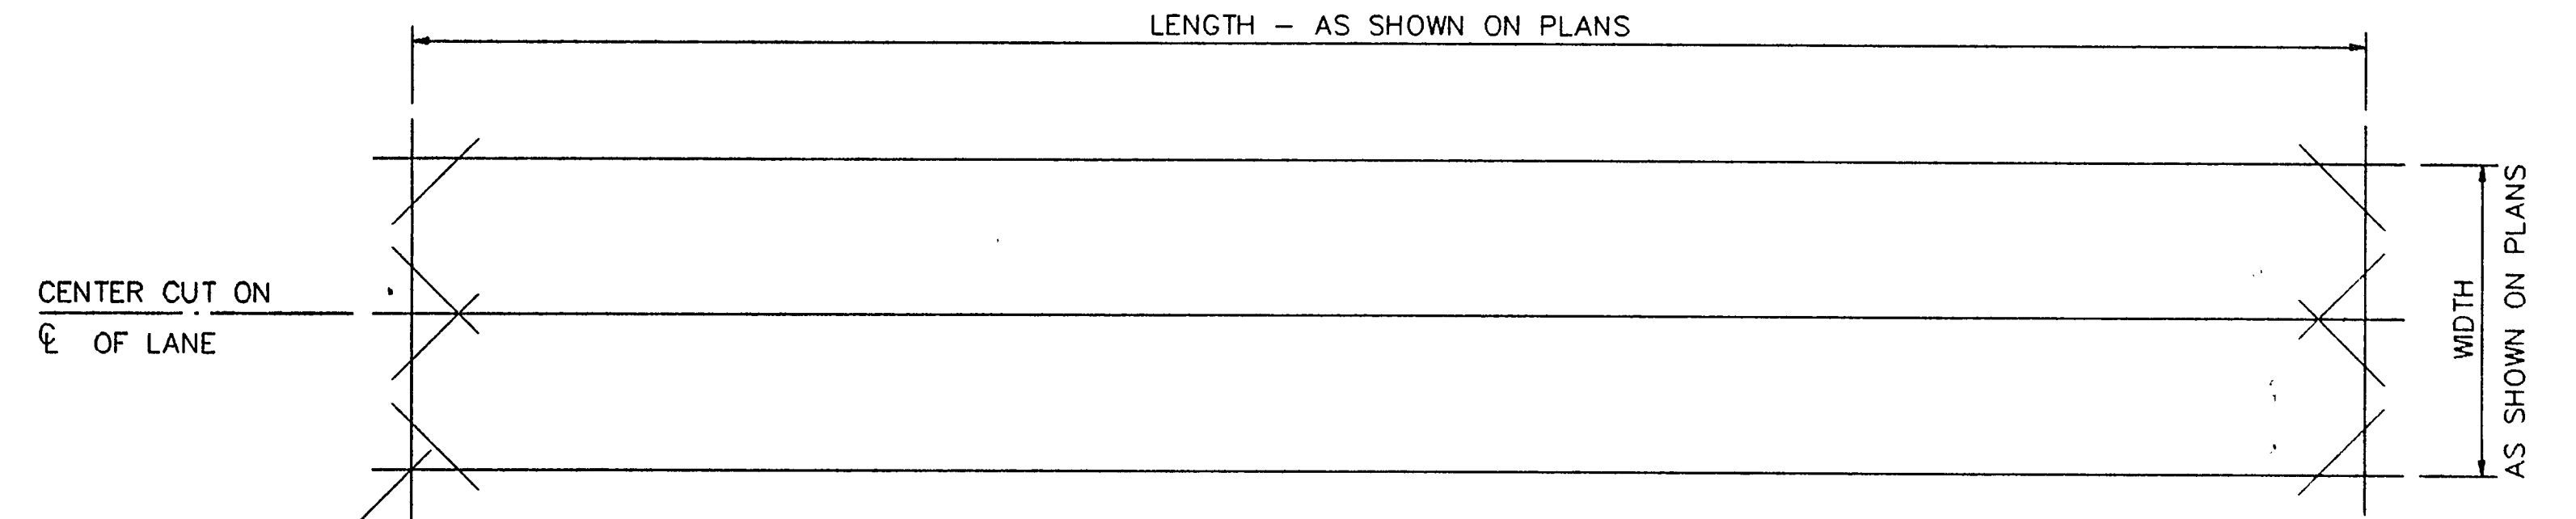 LENGTH – AS SHOWN ON PLANS
CENTER CUT ON
℄ OF LANE
WIDTH
AS SHOWN ON PLANS